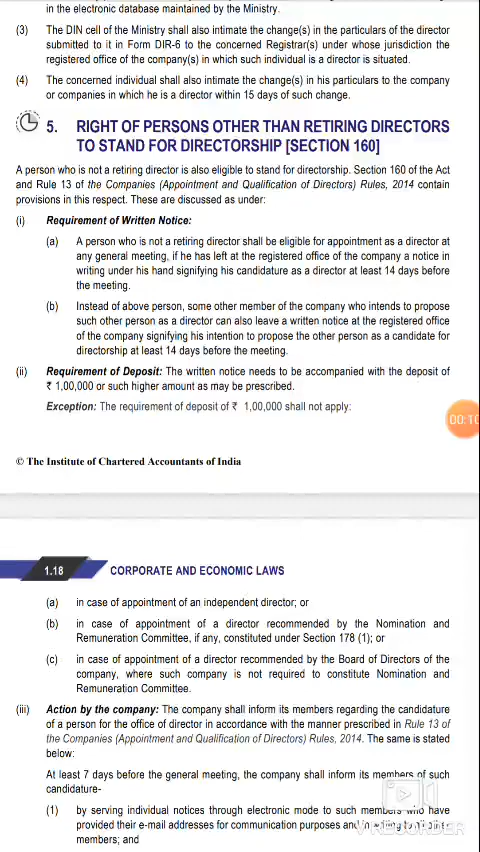 in the electronic database maintained by the Ministry.
(3) The DIN cell of the Ministry shall also intimate the change(s) in the particulars of the director
submitted to it in Form DIR-6 to the concerned Registrar(s) under whose jurisdiction the
registered office of the company(s) in which such individual is a director is situated.
(4) The concerned individual shall also intimate the change(s) in his particulars to the company
or companies in which he is a director within 15 days of such change.
5. RIGHT OF PERSONS OTHER THAN RETIRING DIRECTORS
TO STAND FOR DIRECTORSHIP [SECTION 160]
A person who is not a retiring director is also eligible to stand for directorship. Section 160 of the Act
and Rule 13 of the Companies (Appointment and Qualification of Directors) Rules, 2014 contain
provisions in this respect. These are discussed as under:
(i) Requirement of Written Notice:
(a) A person who is not a retiring director shall be eligible for appointment as a director at
any general meeting, if he has left at the registered office of the company a notice in
writing under his hand signifying his candidature as a director at least 14 days before
the meeting.
(b) Instead of above person, some other member of the company who intends to propose
such other person as a director can also leave a written notice at the registered office
of the company signifying his intention to propose the other person as a candidate for
directorship at least 14 days before the meeting.
(ii) Requirement of Deposit: The written notice needs to be accompanied with the deposit of
₹ 1,00,000 or such higher amount as may be prescribed.
Exception: The requirement of deposit of ₹ 1,00,000 shall not apply:
00:10
© The Institute of Chartered Accountants of India
1.18 CORPORATE AND ECONOMIC LAWS
(a) in case of appointment of an independent director; or
(b) in case of appointment of a director recommended by the Nomination and
Remuneration Committee, if any, constituted under Section 178 (1); or
(c) in case of appointment of a director recommended by the Board of Directors of the
company, where such company is not required to constitute Nomination and
Remuneration Committee.
(iii) Action by the company: The company shall inform its members regarding the candidature
of a person for the office of director in accordance with the manner prescribed in Rule 13 of
the Companies (Appointment and Qualification of Directors) Rules, 2014. The same is stated
below:
At least 7 days before the general meeting, the company shall inform its members of such
candidature-
(1) by serving individual notices through electronic mode to such members who have
provided their e-mail addresses for communication purposes and in writing to all other
members; and
VRECORDER